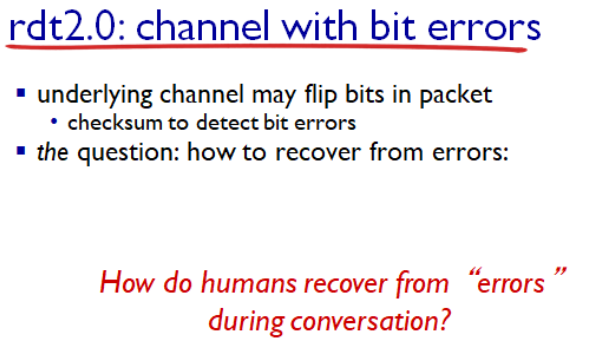 rdt2.0: channel with bit errors
▪ underlying channel may flip bits in packet
• checksum to detect bit errors
▪ the question: how to recover from errors:
How do humans recover from “errors”
during conversation?